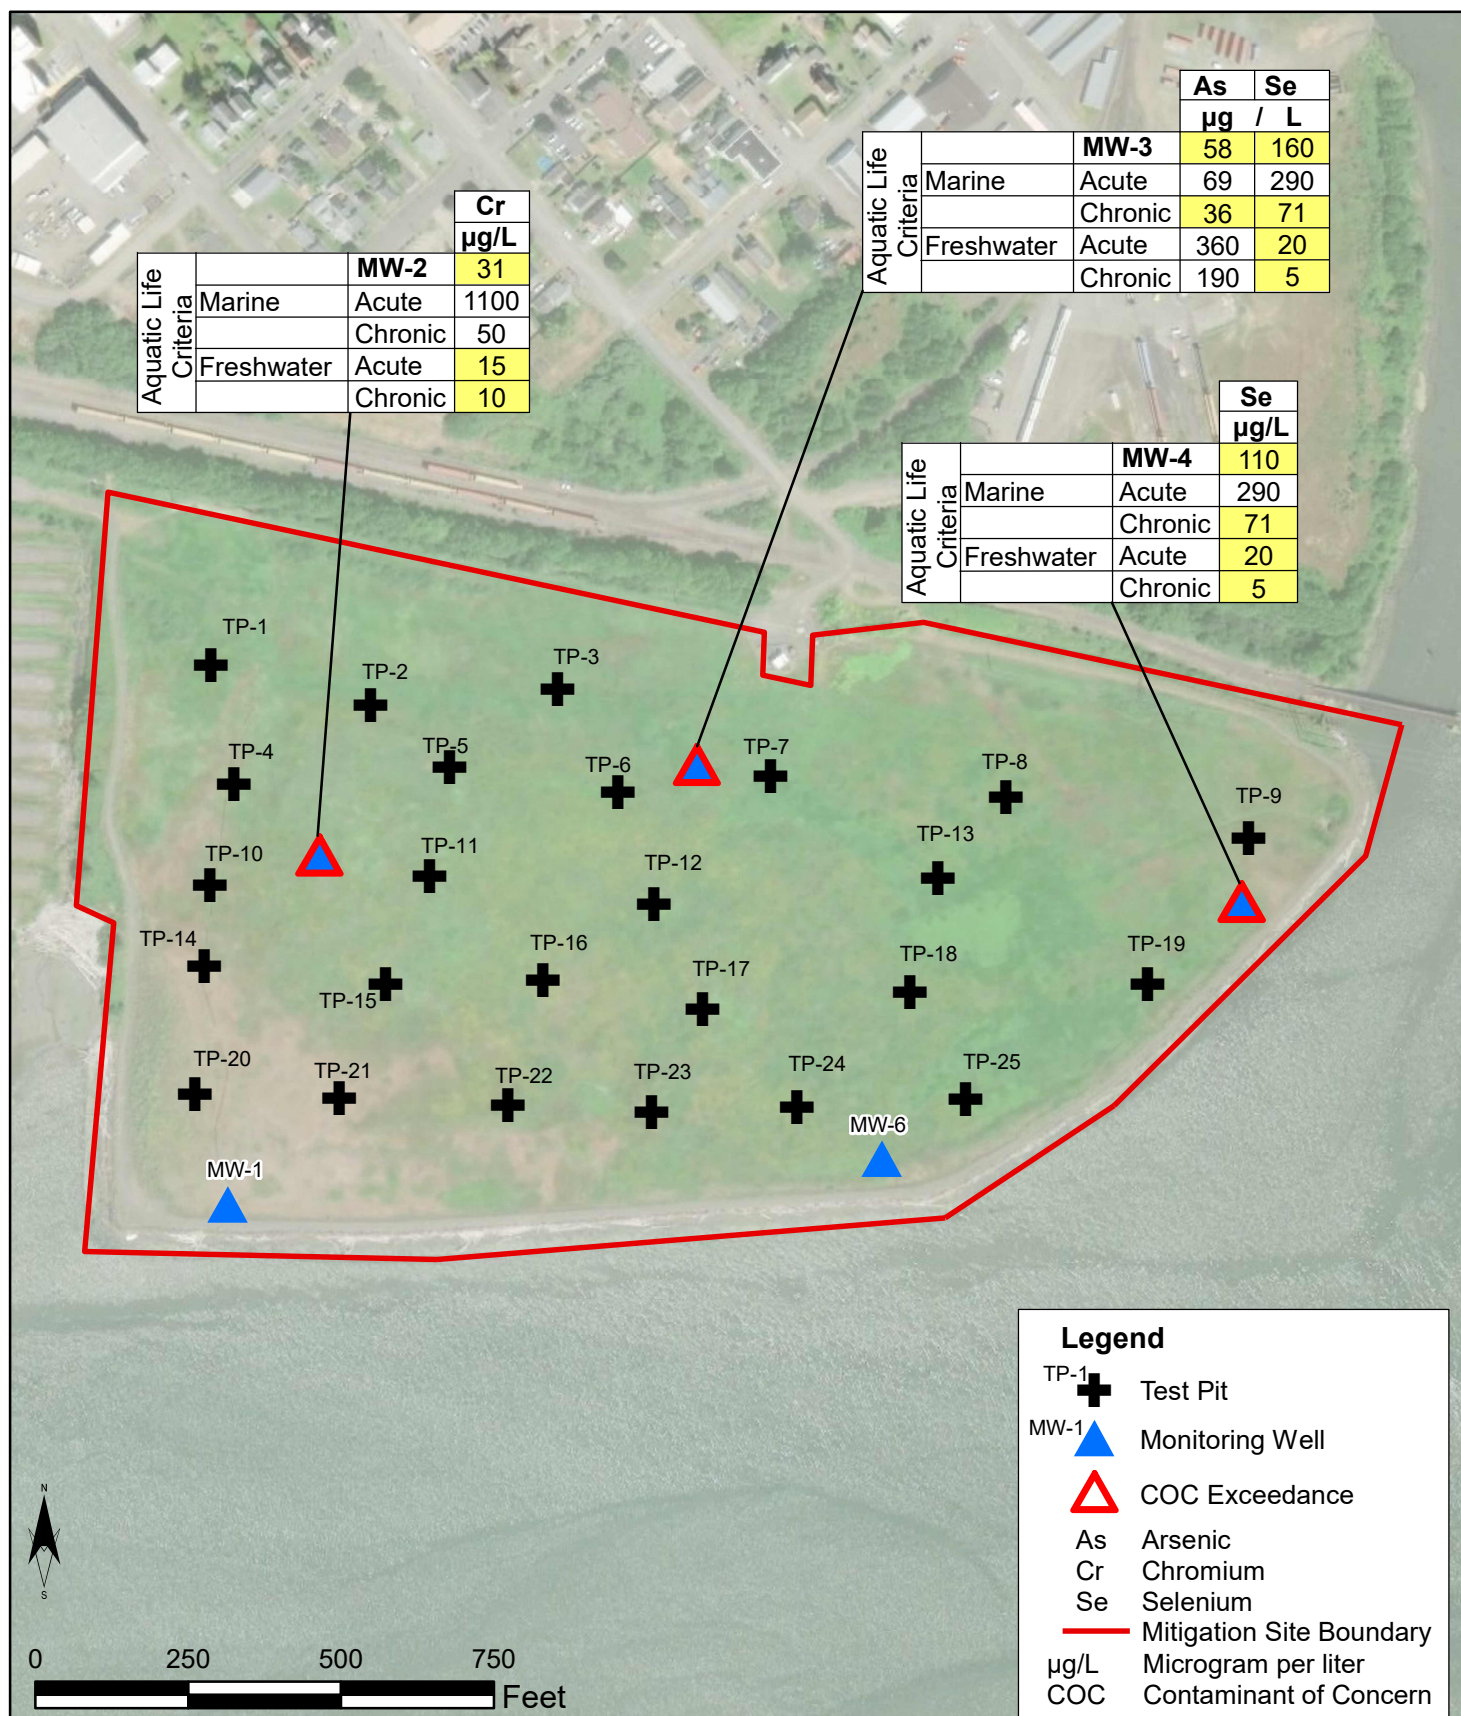 As Se
µg / L
MW-3 58 160
Aquatic Life Criteria
Marine Acute 69 290
Chronic 36 71
Freshwater Acute 360 20
Chronic 190 5
Cr
µg/L
MW-2 31
Aquatic Life Criteria
Marine Acute 1100
Chronic 50
Freshwater Acute 15
Chronic 10
Se
µg/L
MW-4 110
Aquatic Life Criteria
Marine Acute 290
Chronic 71
Freshwater Acute 20
Chronic 5
TP-1
TP-2
TP-3
TP-4
TP-5
TP-6
TP-7
TP-8
TP-9
TP-10
TP-11
TP-12
TP-13
TP-14
TP-15
TP-16
TP-17
TP-18
TP-19
TP-20
TP-21
TP-22
TP-23
TP-24
TP-25
MW-6
MW-1
Legend
TP-1 Test Pit
MW-1 Monitoring Well
COC Exceedance
As Arsenic
Cr Chromium
Se Selenium
Mitigation Site Boundary
µg/L Microgram per liter
COC Contaminant of Concern
N
S
0 250 500 750
Feet